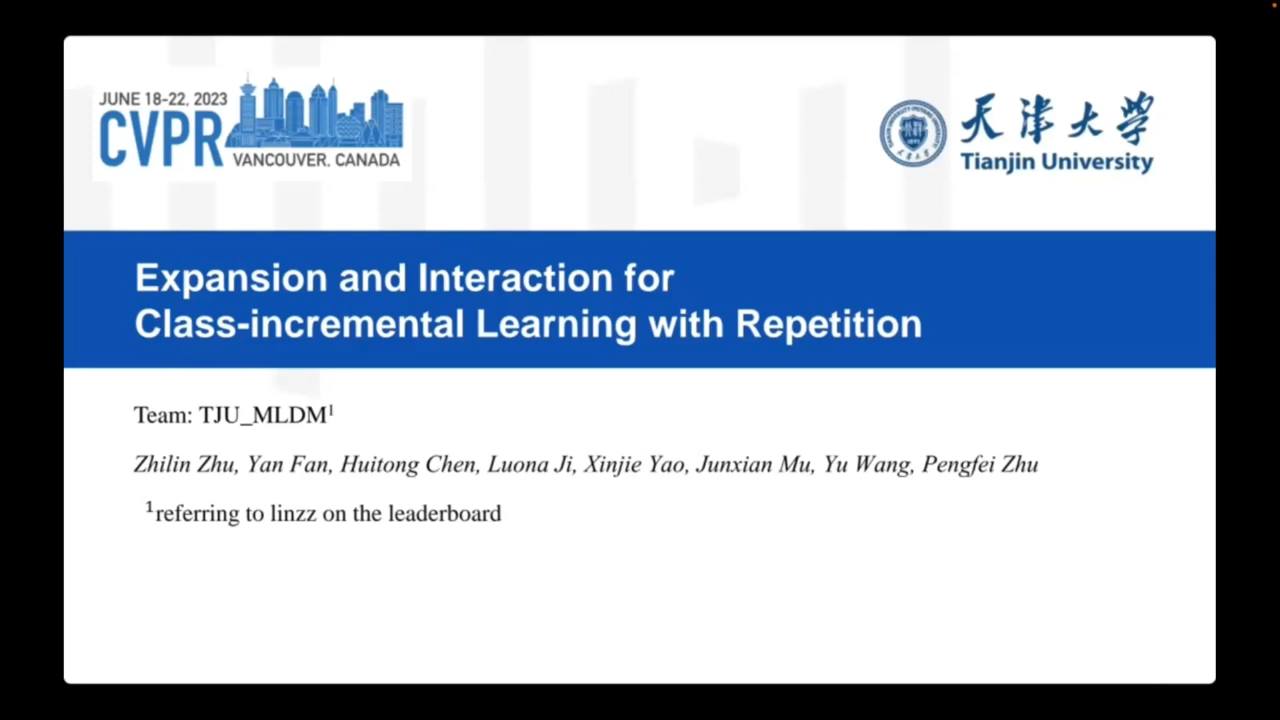 JUNE 18-22, 2023
CVPR
VANCOUVER, CANADA
天津大学
Tianjin University
Expansion and Interaction for
Class-incremental Learning with Repetition
Team: TJU_MLDM¹
Zhilin Zhu, Yan Fan, Huitong Chen, Luona Ji, Xinjie Yao, Junxian Mu, Yu Wang, Pengfei Zhu
¹referring to linzz on the leaderboard